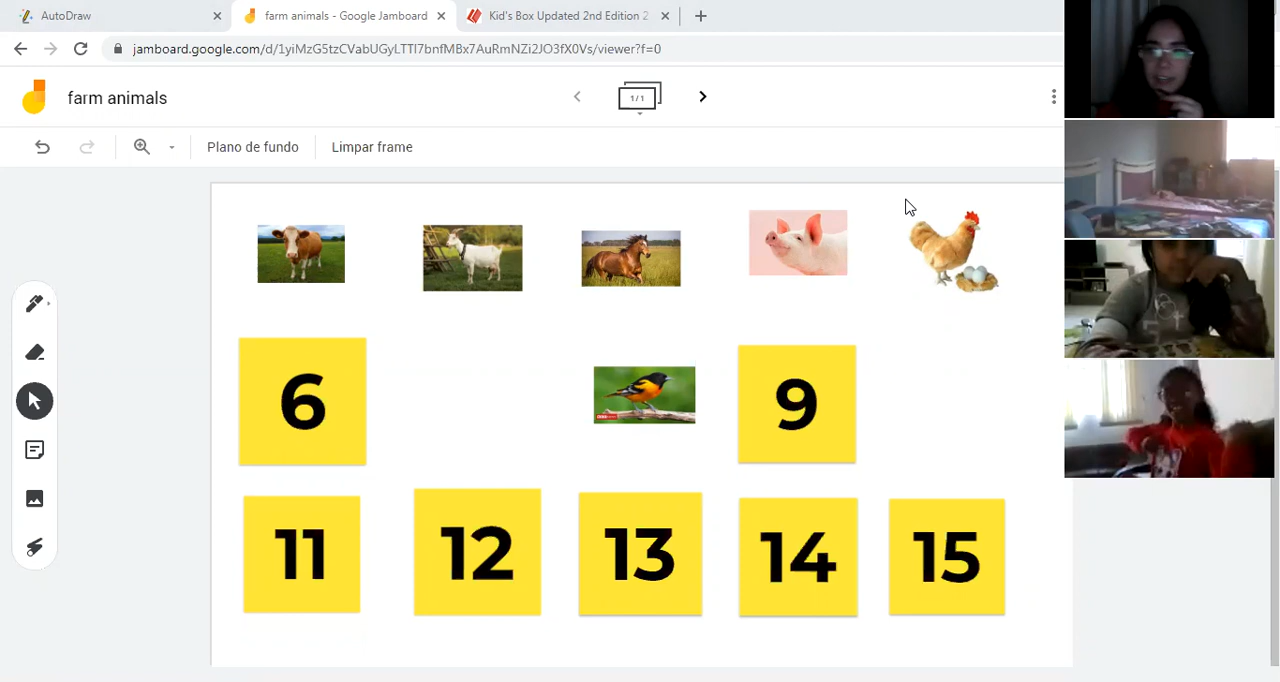 AutoDraw
farm animals - Google Jamboard
Kid's Box Updated 2nd Edition 2
jamboard.google.com/d/1yiMzG5tzCVabUGyLTTI7bnfMBx7AuRmNZi2JO3fX0Vs/viewer?f=0
farm animals
1/1
Plano de fundo
Limpar frame
6
9
11
12
13
14
15